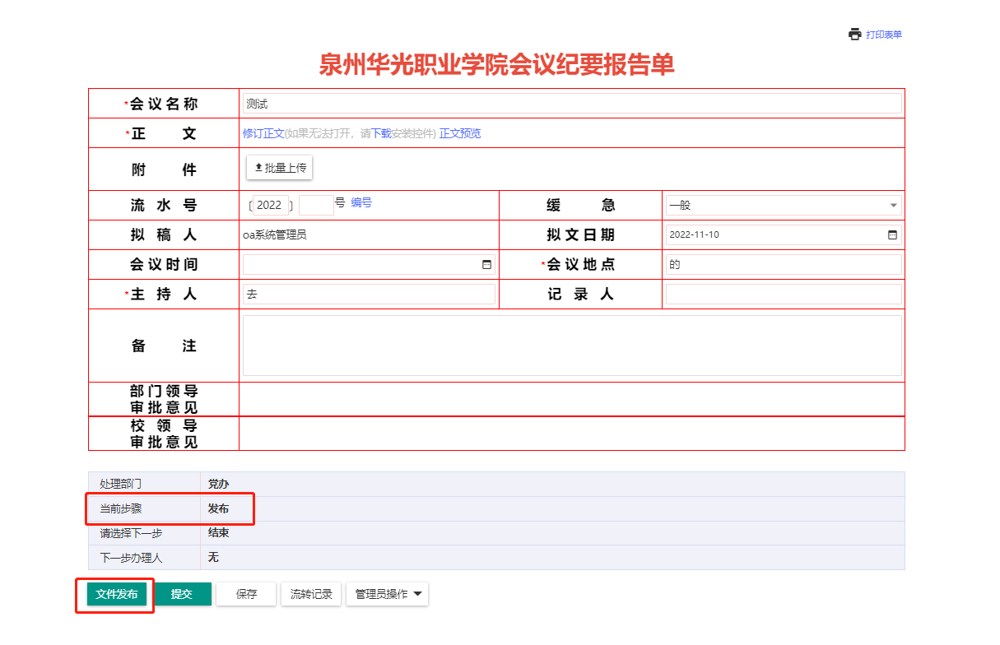 打印表单
泉州华光职业学院会议纪要报告单
*会议名称 测试
*正 文 修订正文(如果无法打开，请下载安装控件) 正文预览
附 件 批量上传
流 水 号 〔2022〕 号 编号 缓 急 一般
拟 稿 人 oa系统管理员 拟文日期 2022-11-10
会议时间 *会议地点 的
*主 持 人 去 记 录 人
备 注
部门领导
审批意见
校 领 导
审批意见
处理部门 党办
当前步骤 发布
请选择下一步 结束
下一步办理人 无
文件发布 提交 保存 流转记录 管理员操作